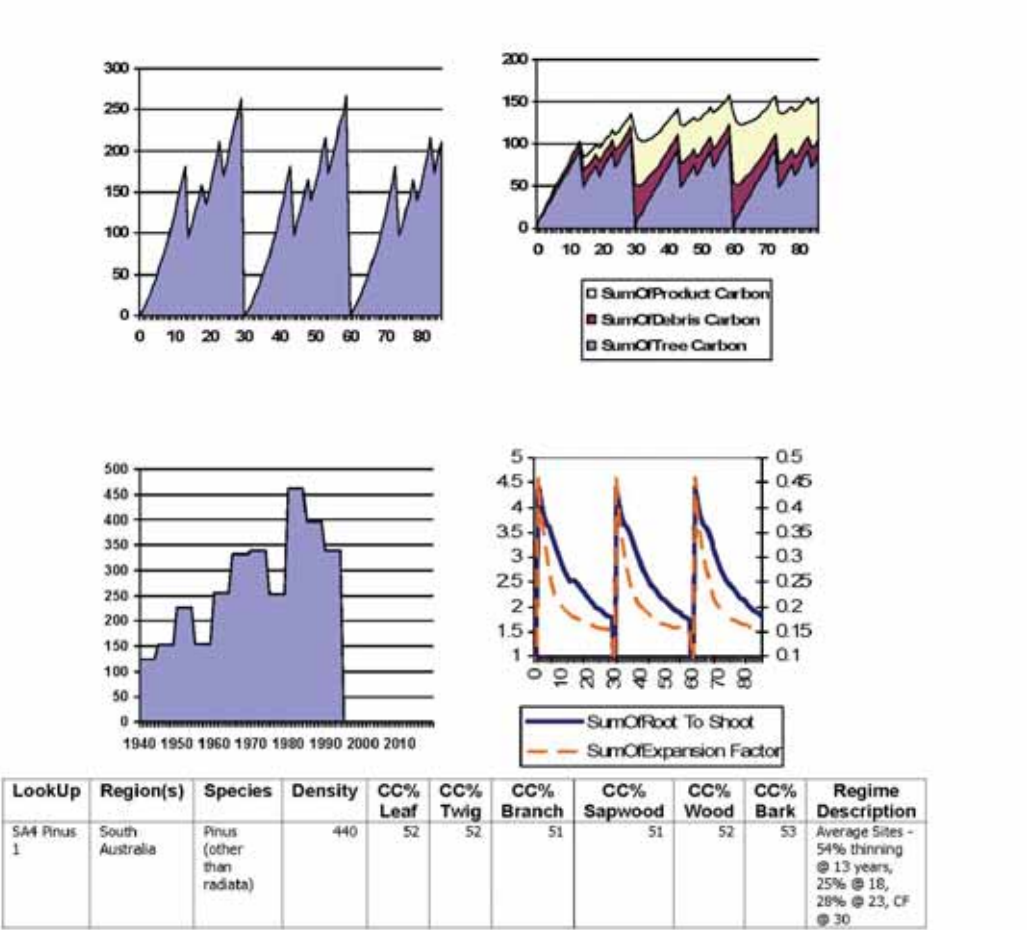 300
250
200
150
100
50
0
0 10 20 30 40 50 60 70 80
200
150
100
50
0
0 10 20 30 40 50 60 70 80
SumOfProduct Carbon
SumOfDebris Carbon
SumOfTree Carbon
500
450
400
350
300
250
200
150
100
50
0
1940 1950 1960 1970 1980 1990 2000 2010
5 0.5
4.5 0.45
4 0.4
3.5 0.35
3 0.3
2.5 0.25
2 0.2
1.5 0.15
1 0.1
0 10 20 30 40 50 60 70 80
SumOfRoot To Shoot
SumOfExpansion Factor
LookUp Region(s) Species Density CC% Leaf CC% Twig CC% Branch CC% Sapwood CC% Wood CC% Bark Regime Description
SA4 Pinus 1 South Australia Pinus (other than radiata) 440 52 52 51 51 52 53 Average Sites - 54% thinning @ 13 years, 25% @ 18, 28% @ 23, CF @ 30